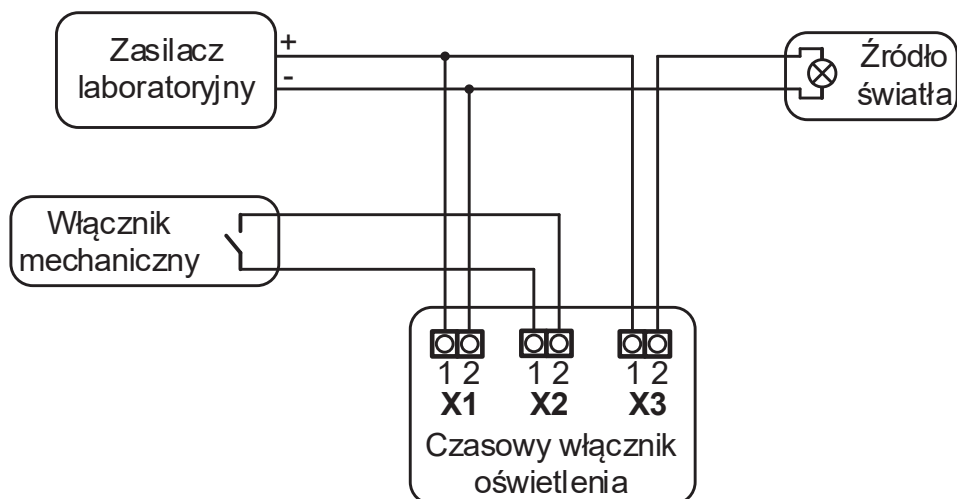 Zasilacz
laboratoryjny
+
-
Źródło
światła
Włącznik
mechaniczny
1 2 1 2 1 2
X1 X2 X3
Czasowy włącznik
oświetlenia